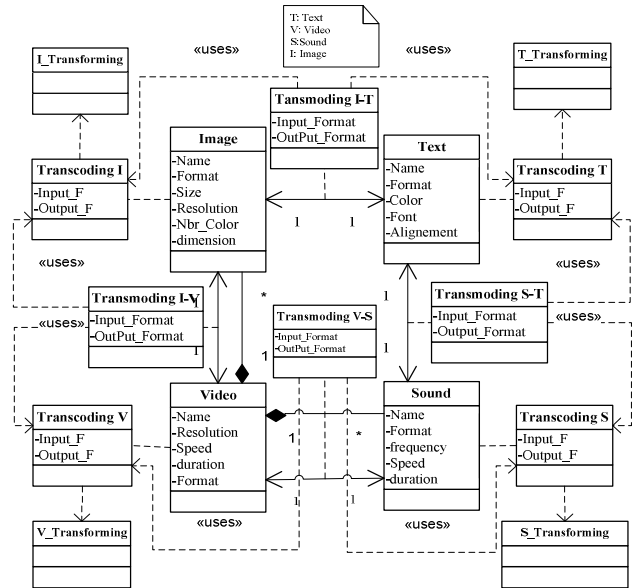 T: Text
V: Video
S:Sound
I: Image
«uses»
«uses»
I_Transforming
T_Transforming
Tansmoding I-T
-Input_Format
-OutPut_Format
Image
-Name
-Format
-Size
-Resolution
-Nbr_Color
-dimension
Text
-Name
-Format
-Color
-Font
-Alignement
Transcoding I
-Input_F
-Output_F
Transcoding T
-Input_F
-Output_F
1
1
«uses»
«uses»
Transmoding I-V
-Input_Format
-OutPut_Format
1
1
*
1
Transmoding V-S
-Input_Format
-OutPut_Format
1
1
Transmoding S-T
-Input_Format
-Output_Format
«uses»
«uses»
Video
-Name
-Resolution
-Speed
-duration
-Format
Sound
-Name
-Format
-frequency
-Speed
-duration
1
*
1
1
Transcoding V
-Input_F
-Output_F
Transcoding S
-Input_F
-Output_F
«uses»
«uses»
V_Transforming
S_Transforming